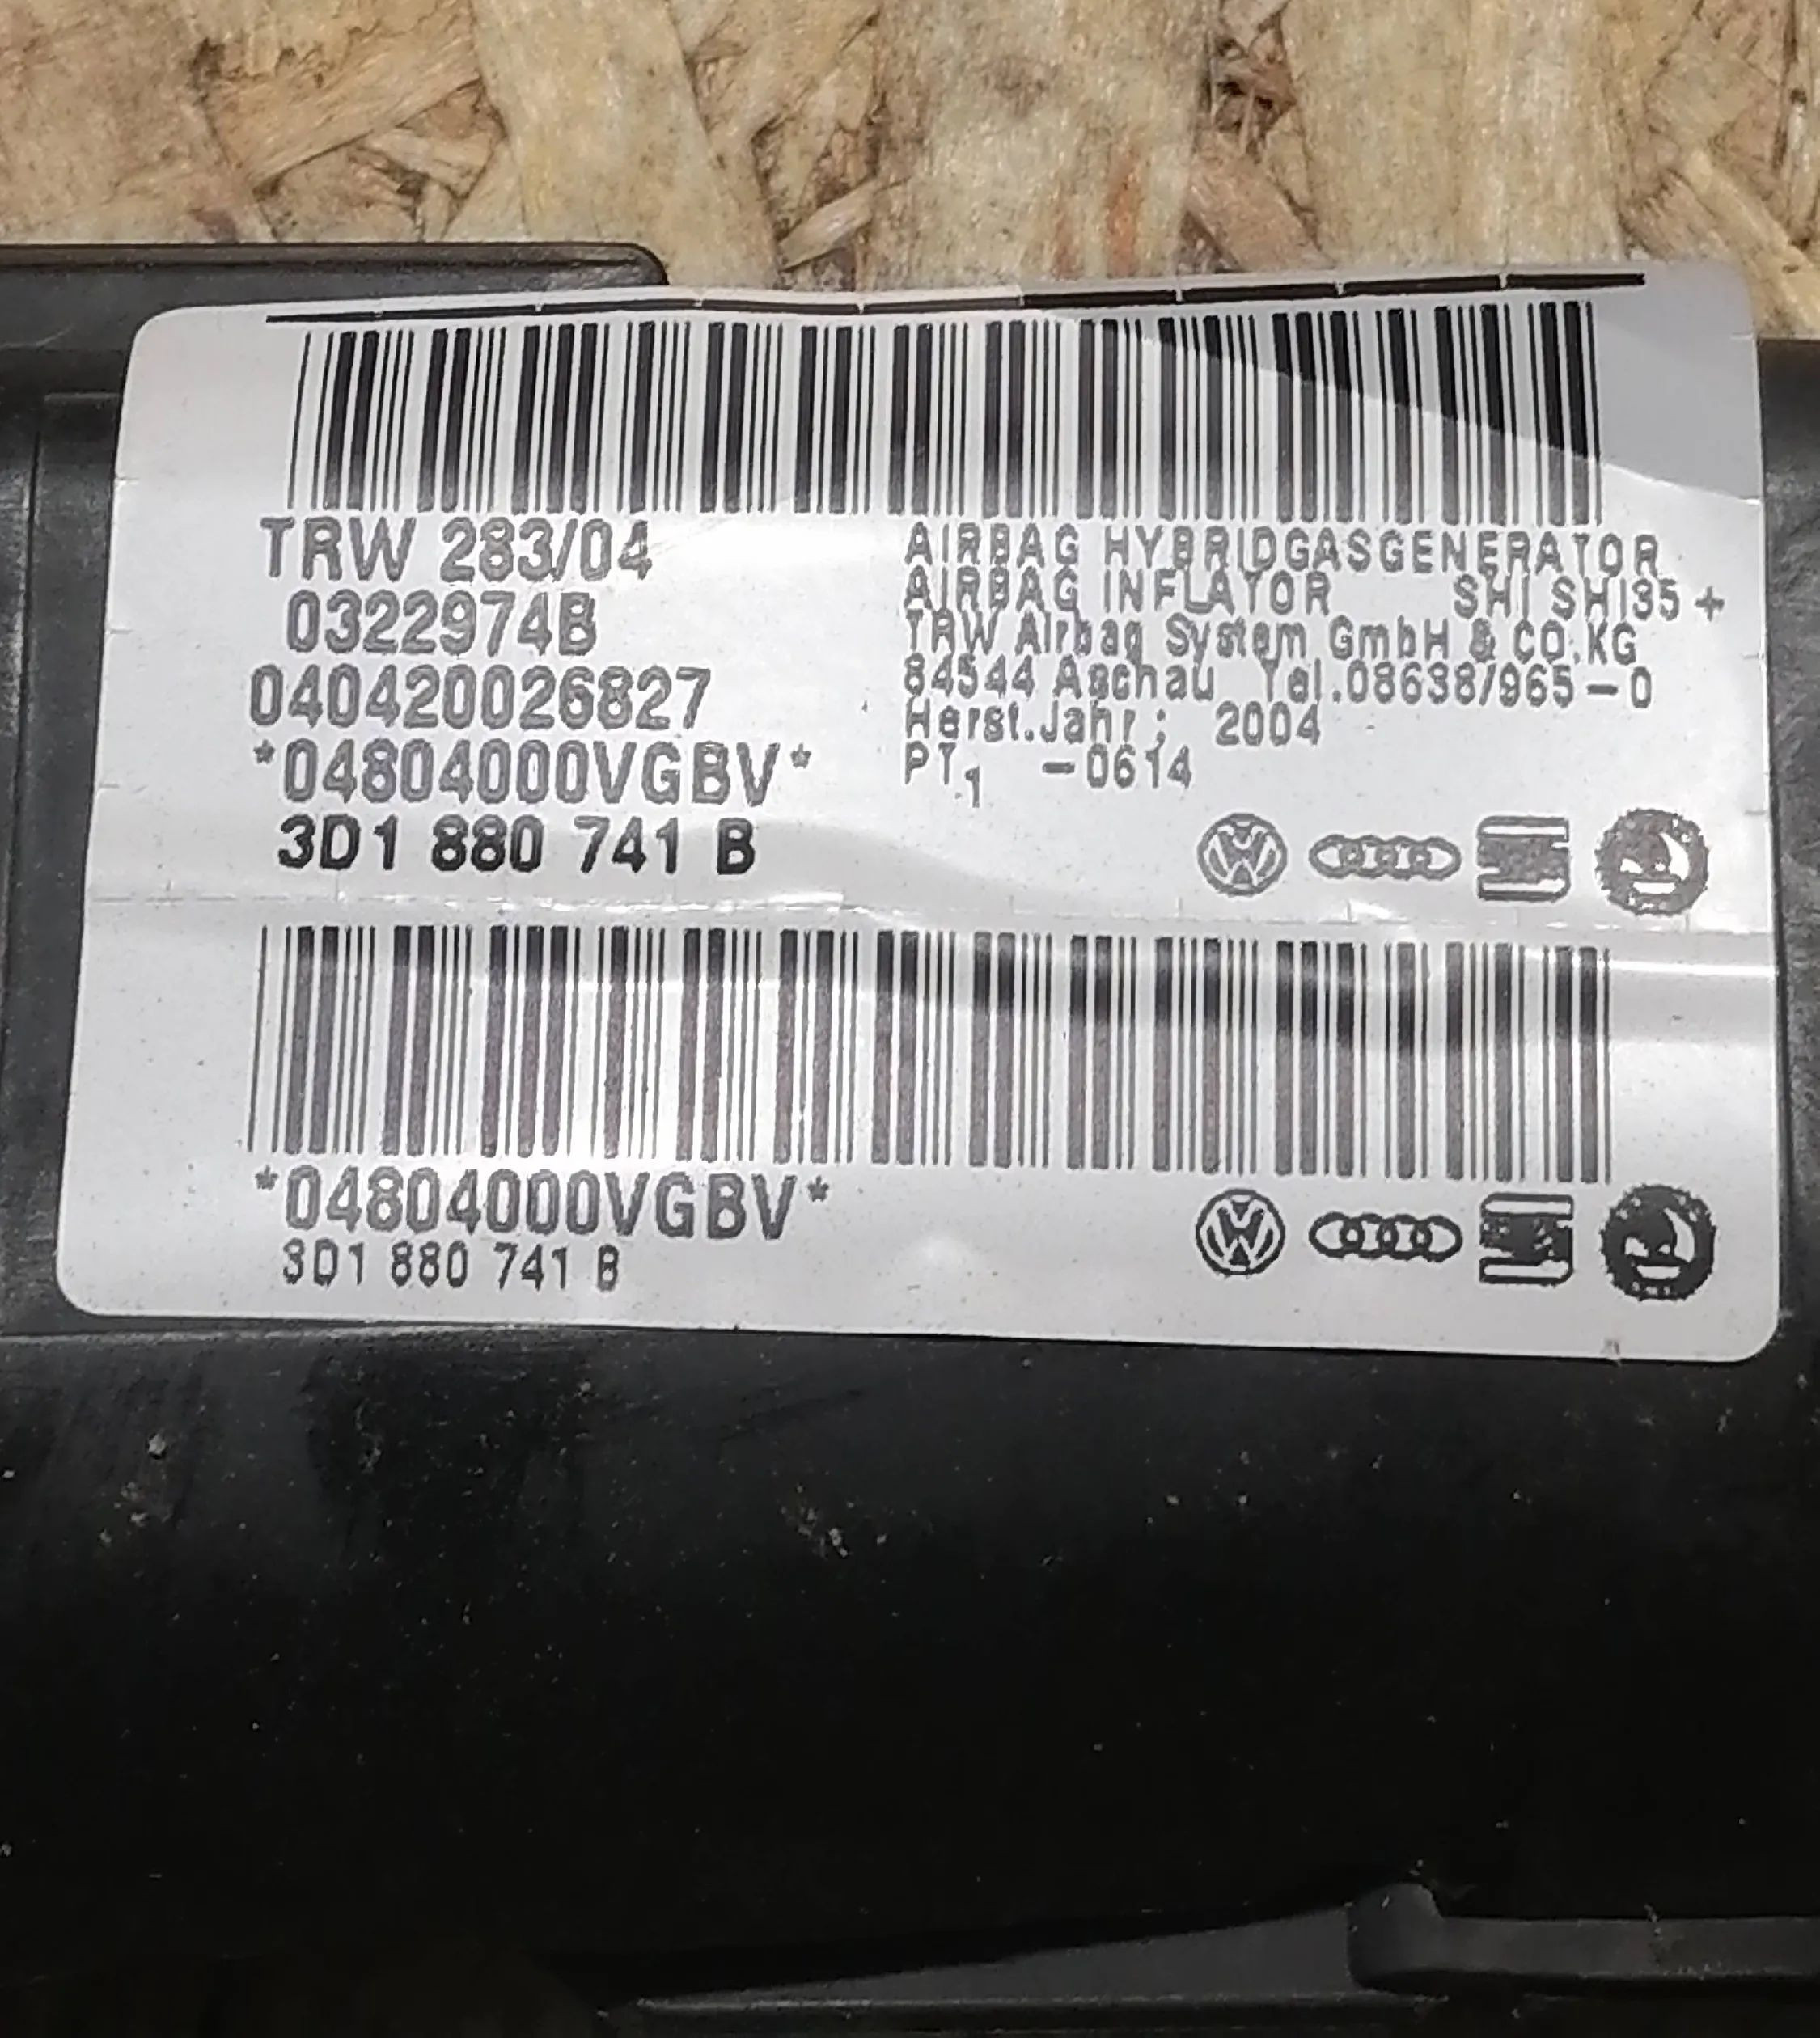 TRW 283/04
0322974B
040420026827
*04804000VGBV*
3D1 880 741 B
AIRBAG HYBRIDGASGENERATOR
AIRBAG INFLATOR SHI SHI35+
TRW Airbag System GmbH & CO.KG
84544 Aschau Tel.08638/965-0
Herst.Jahr: 2004
PT1 -0614
*04804000VGBV*
3D1 880 741 B